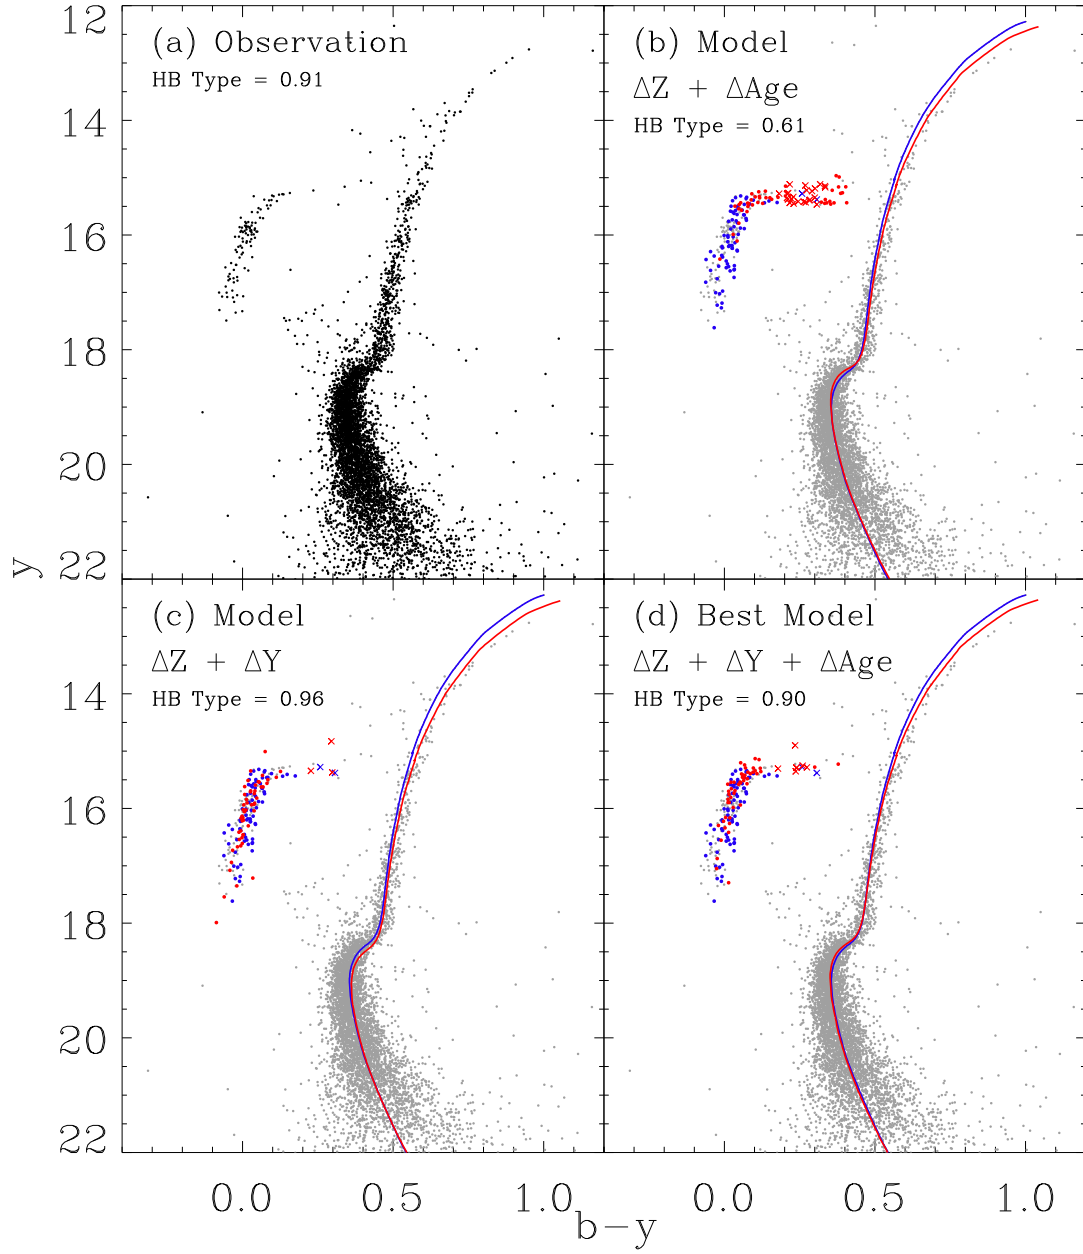 (a) Observation
HB Type = 0.91
(b) Model
ΔZ + ΔAge
HB Type = 0.61
12
14
16
18
20
22
(c) Model
ΔZ + ΔY
HB Type = 0.96
(d) Best Model
ΔZ + ΔY + ΔAge
HB Type = 0.90
14
16
18
20
22
y
0.0 0.5 1.0 0.0 0.5 1.0
b-y